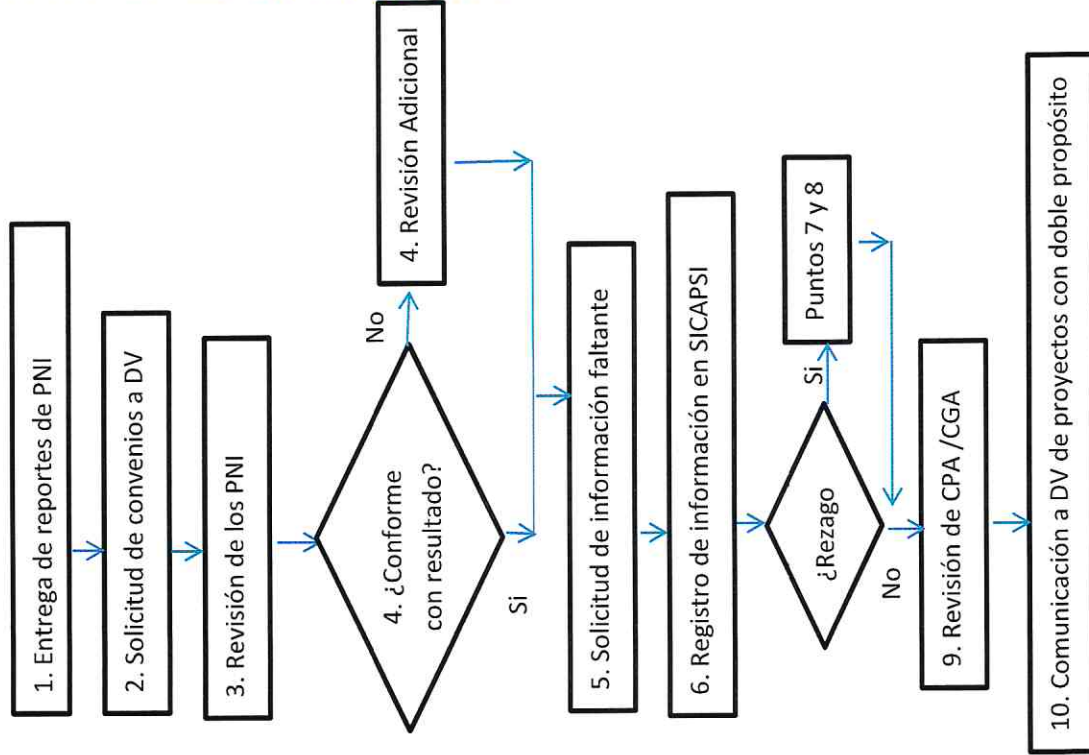 1. Entrega de reportes de PNI
2. Solicitud de convenios a DV
3. Revisión de los PNI
4. ¿Conforme
con resultado?
No
4. Revisión Adicional
Si
5. Solicitud de información faltante
6. Registro de información en SICAPSI
¿Rezago
Si
Puntos 7 y 8
No
9. Revisión de CPA /CGA
10. Comunicación a DV de proyectos con doble propósito